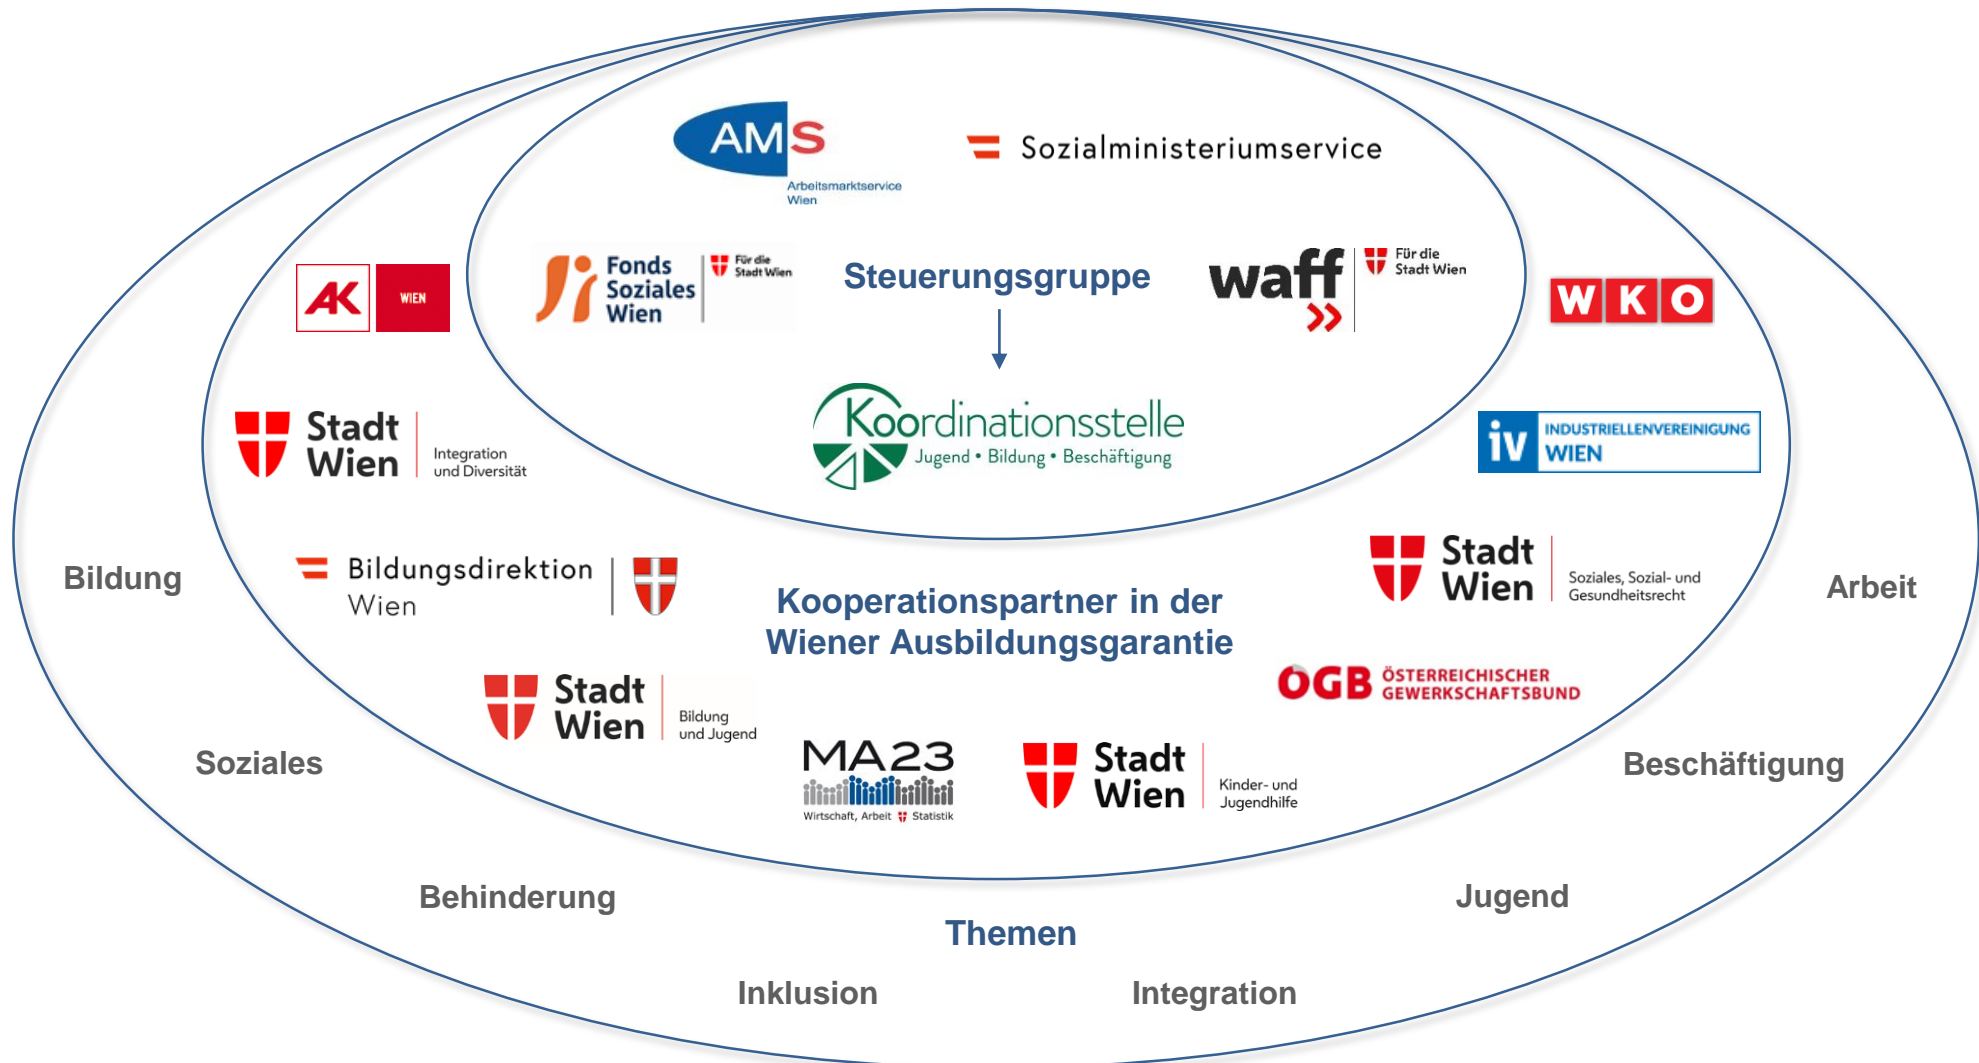 AMS
Arbeitsmarktservice
Wien
Sozialministeriumservice
Fonds
Soziales
Wien
Für die
Stadt Wien
Steuerungsgruppe
waff
Für die
Stadt Wien
AK
WIEN
WKO
Koordinationsstelle
Jugend • Bildung • Beschäftigung
Stadt
Wien
Integration
und Diversität
iv
INDUSTRIELLENVEREINIGUNG
WIEN
Bildung
Bildungsdirektion
Wien
Kooperationspartner in der
Wiener Ausbildungsgarantie
Stadt
Wien
Soziales, Sozial- und
Gesundheitsrecht
Arbeit
Stadt
Wien
Bildung
und Jugend
ÖGB
ÖSTERREICHISCHER
GEWERKSCHAFTSBUND
Soziales
MA23
Wirtschaft, Arbeit Statistik
Stadt
Wien
Kinder- und
Jugendhilfe
Beschäftigung
Behinderung
Themen
Jugend
Inklusion
Integration